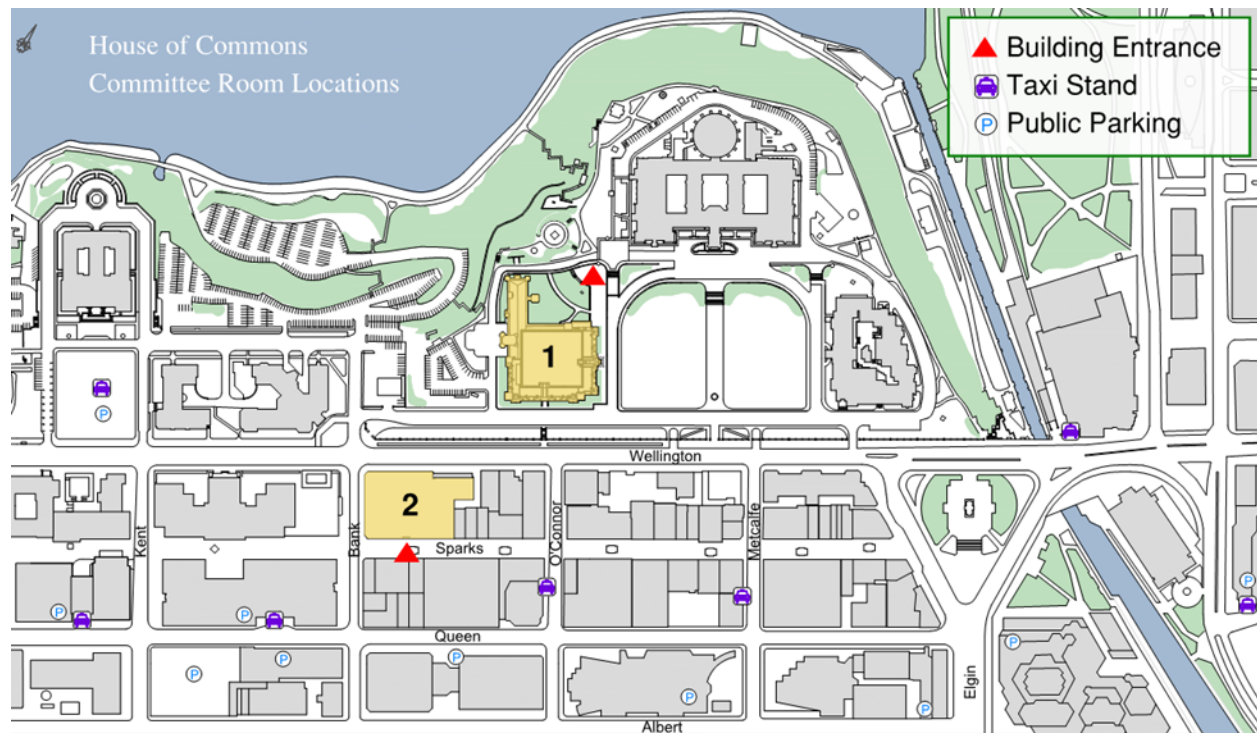 House of Commons
Committee Room Locations
Building Entrance
Taxi Stand
Public Parking
P
1
P
Wellington
2
Kent
Bank
Sparks
O'Connor
Metcalfe
P
P
P
Queen
P
P
P
P
P
P
Elgin
Albert